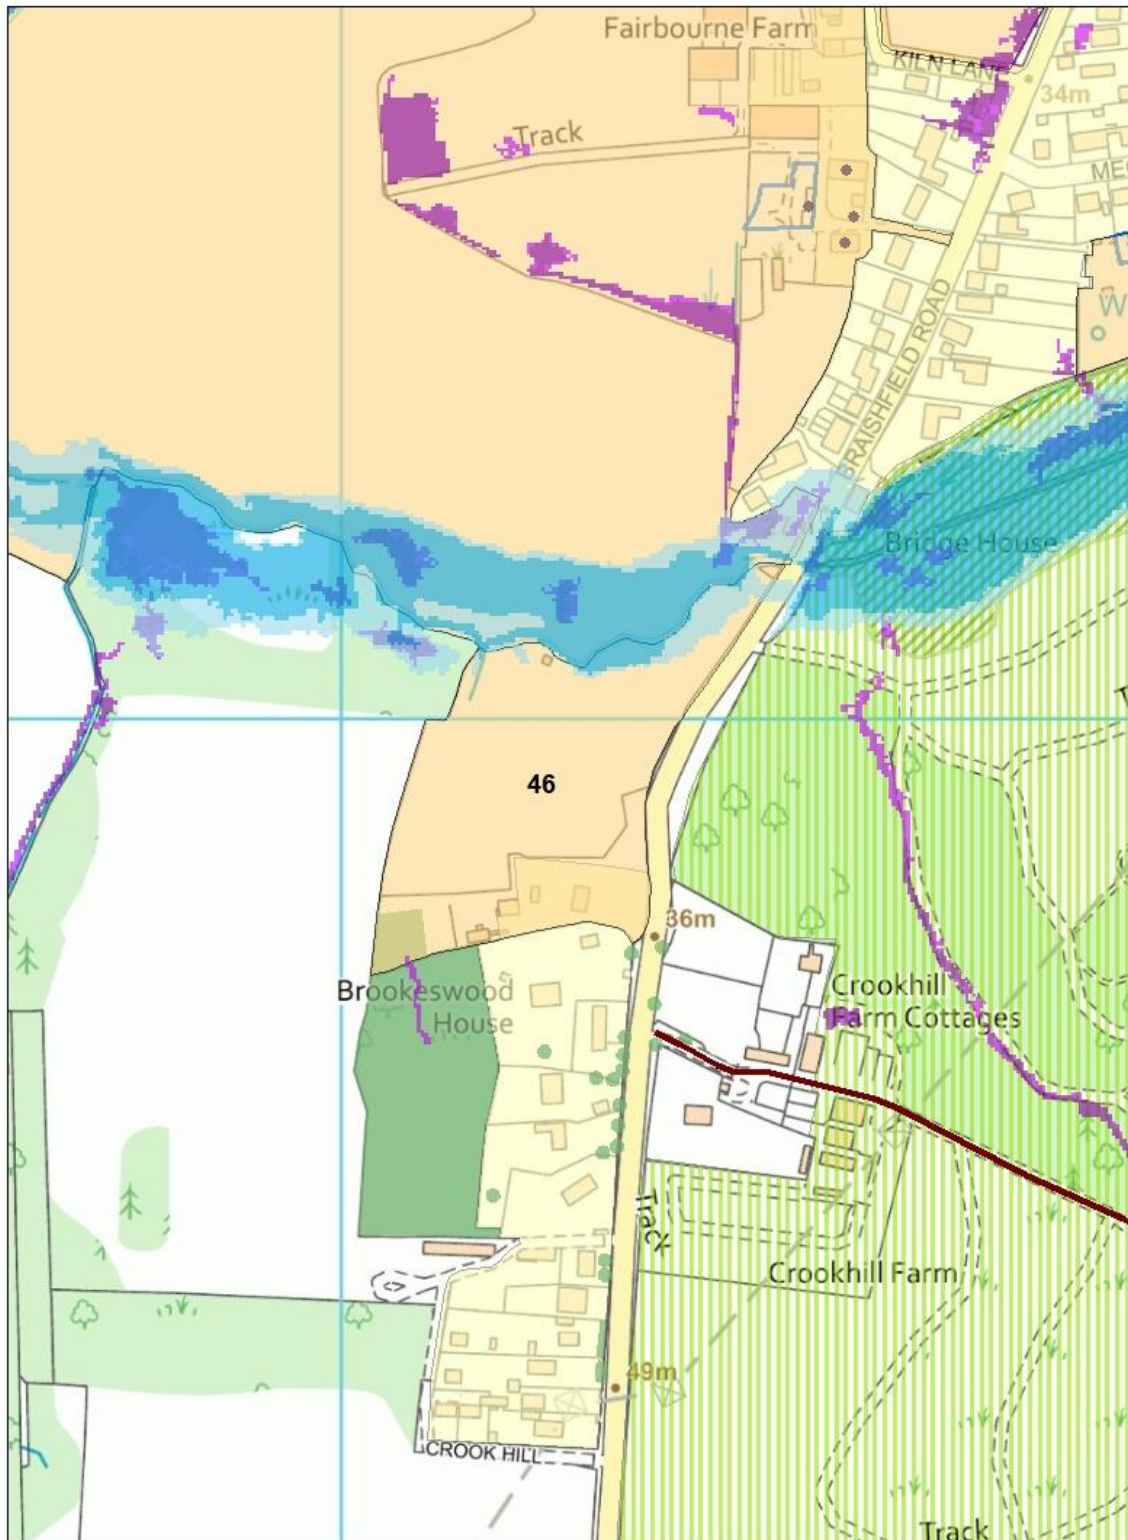 Fairbourne Farm
KILN LANE
34m
Track
BRAISHFIELD ROAD
Bridge House
46
36m
Brookeswood
House
Crookhill
Farm Cottages
Track
Crookhill Farm
49m
CROOK HILL
Track